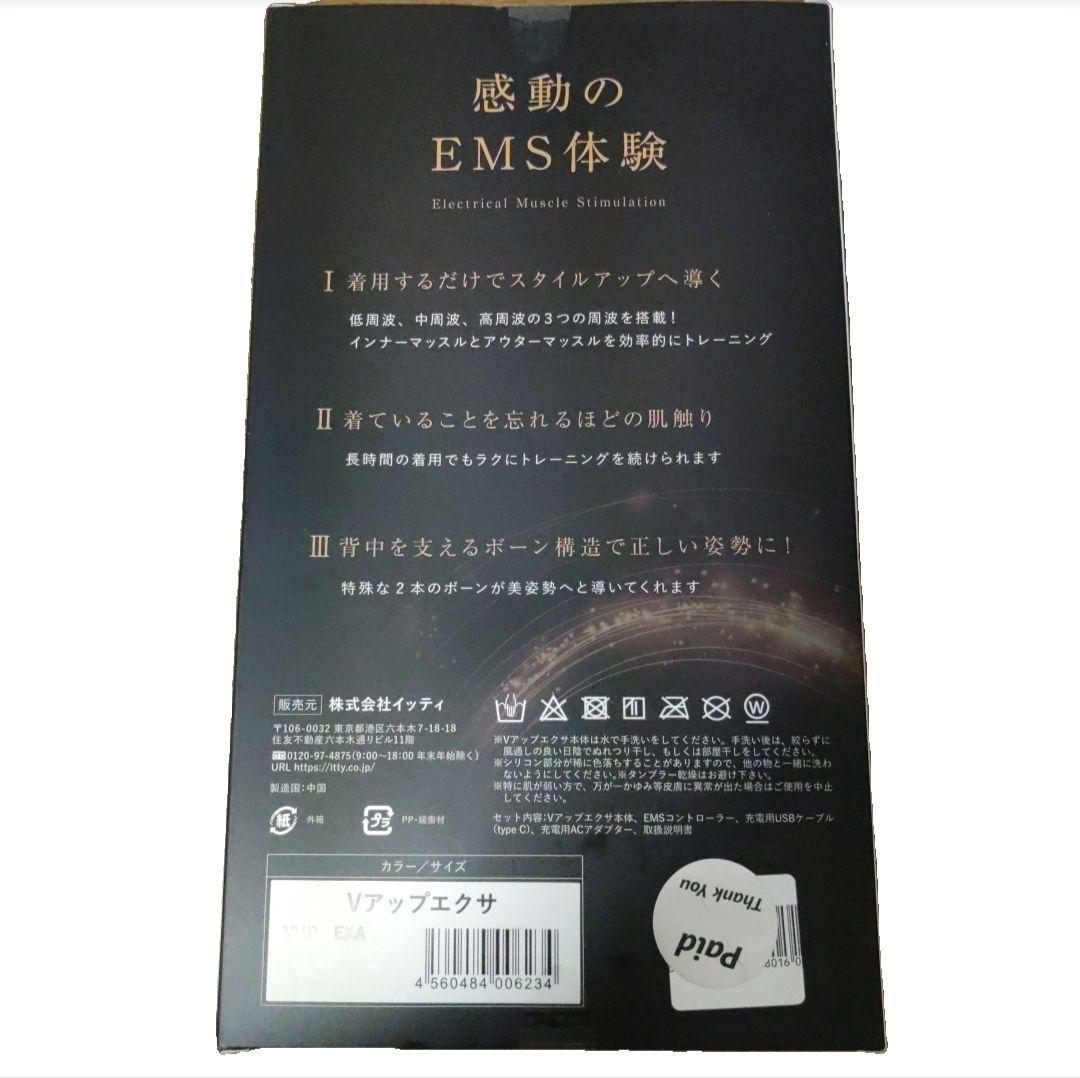 感動の
EMS体験
Electrical Muscle Stimulation
Ⅰ 着用するだけでスタイルアップへ導く
低周波、中周波、高周波の3つの周波を搭載！
インナーマッスルとアウターマッスルを効率的にトレーニング
Ⅱ 着ていることを忘れるほどの肌触り
長時間の着用でもラクにトレーニングを続けられます
Ⅲ 背中を支えるボーン構造で正しい姿勢に！
特殊な2本のボーンが美姿勢へと導いてくれます
販売元 株式会社イッティ
〒106-0032 東京都港区六本木7-18-18
住友不動産六本木通りビル11階
0120-97-4875(9:00〜18:00 年末年始除く)
URL https://itty.co.jp/
製造国：中国
紙 外箱
プラ PP・緩衝材
W
※Vアップエクサ本体は水で手洗いをしてください。手洗い後は、絞らずに
風通しの良い日陰でぬれつり干し、もしくは部屋干しをしてください。
※シリコン部分が稀に色落ちすることがありますので、他の物と一緒に洗わ
ないようにしてください。※タンブラー乾燥はお避け下さい。
※特に肌が弱い方で、万が一かゆみ等皮膚に異常が出た場合はご使用を中止
してください。
セット内容：Vアップエクサ本体、EMSコントローラー、充電用USBケーブル
(type C)、充電用ACアダプター、取扱説明書
カラー／サイズ
Vアップエクサ
EXA
4 560484 006234
Thank You
Paid